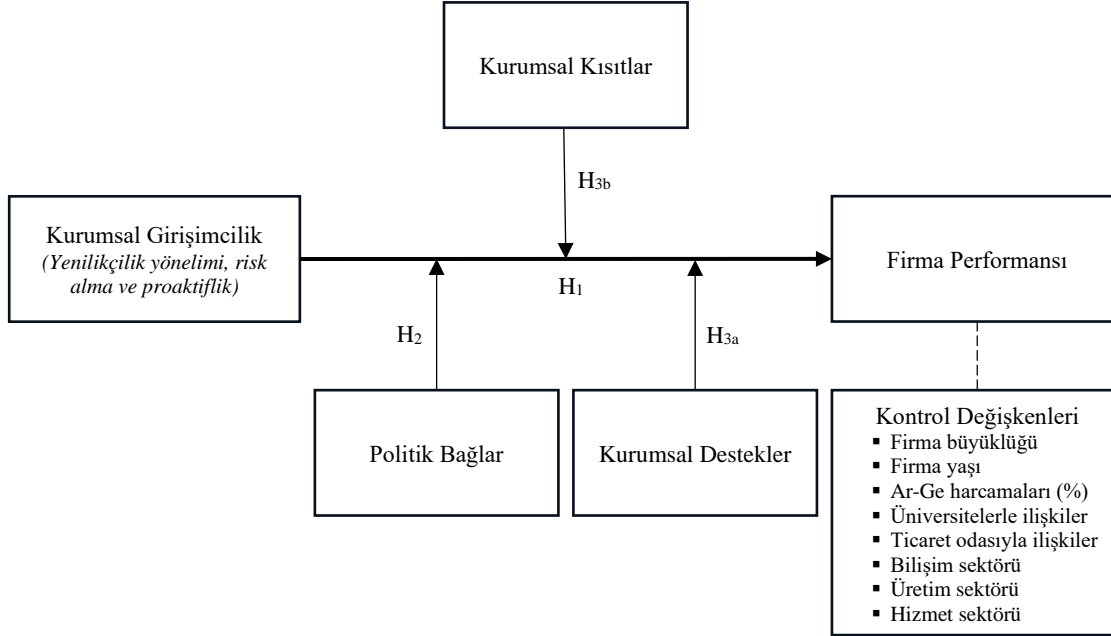 Kurumsal Kısıtlar
H3b
Kurumsal Girişimcilik
(Yenilikçilik yönelimi, risk
alma ve proaktiflik)
Firma Performansı
H1
H2
H3a
Politik Bağlar
Kurumsal Destekler
Kontrol Değişkenleri
▪ Firma büyüklüğü
▪ Firma yaşı
▪ Ar-Ge harcamaları (%)
▪ Üniversitelerle ilişkiler
▪ Ticaret odasıyla ilişkiler
▪ Bilişim sektörü
▪ Üretim sektörü
▪ Hizmet sektörü